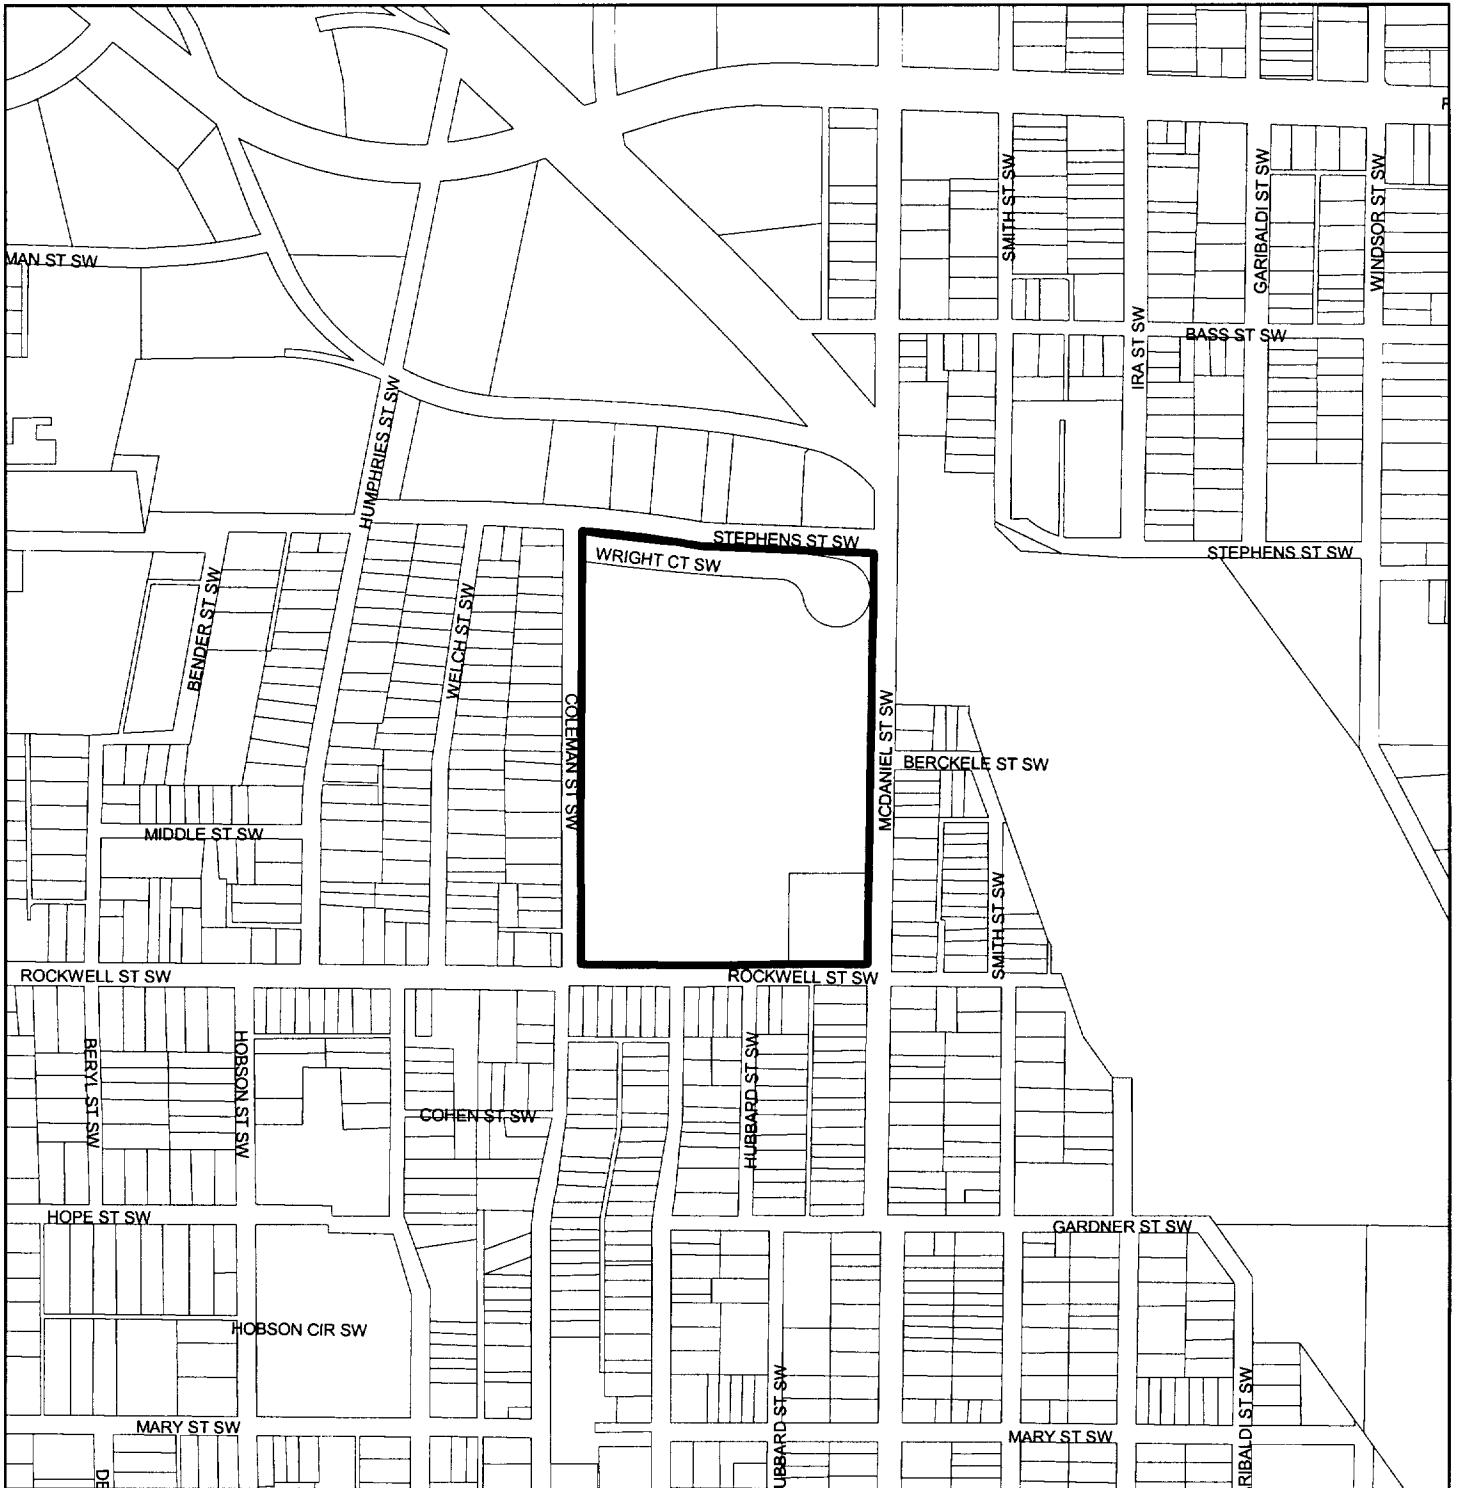 SMITH ST SW
GARIBALDI ST SW
WINDSOR ST SW
MAN ST SW
IRA ST SW
BASS ST SW
HUMPHRIES ST SW
STEPHENS ST SW
STEPHENS ST SW
WRIGHT CT SW
BENDER ST SW
WELCH ST SW
COLEMAN ST SW
MCDANIEL ST SW
BERCKELE ST SW
MIDDLE ST SW
SMITH ST SW
ROCKWELL ST SW
ROCKWELL ST SW
BERYL ST SW
HOBSON ST SW
HUBBARD ST SW
COHEN ST SW
HOPE ST SW
GARDNER ST SW
HOBSON CIR SW
MARY ST SW
MARY ST SW
UBBARD ST SW
RIBALDI ST SW
DE